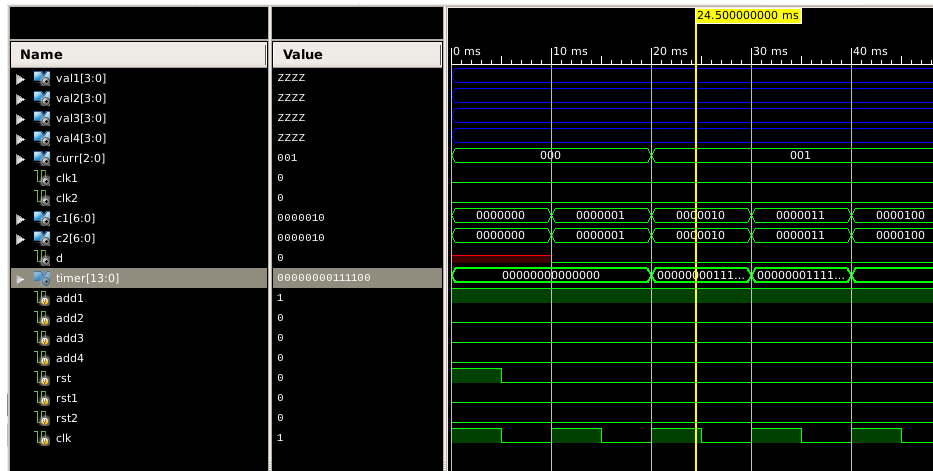 24.500000000 ms
0 ms 10 ms 20 ms 30 ms 40 ms
Name Value
val1[3:0] ZZZZ
val2[3:0] ZZZZ
val3[3:0] ZZZZ
val4[3:0] ZZZZ
curr[2:0] 001 000 001
clk1 0
clk2 0
c1[6:0] 0000010 0000000 0000001 0000010 0000011 0000100
c2[6:0] 0000010 0000000 0000001 0000010 0000011 0000100
d 0
timer[13:0] 00000000111100 00000000000000 00000000111... 00000001111...
add1 1
add2 0
add3 0
add4 0
rst 0
rst1 0
rst2 0
clk 1